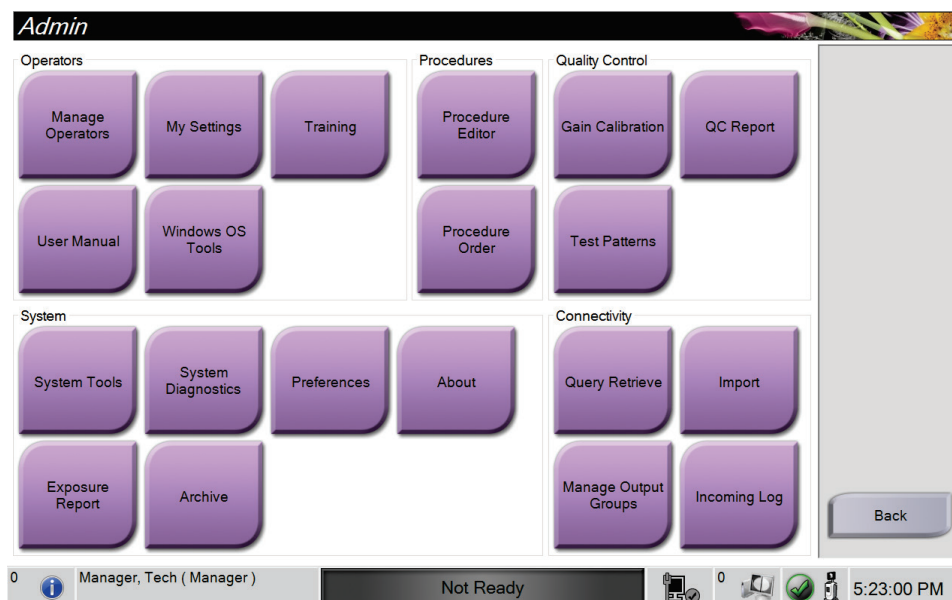 Admin
Operators
Manage
Operators
My Settings
Training
User Manual
Windows OS
Tools
Procedures
Procedure
Editor
Procedure
Order
Quality Control
Gain Calibration
QC Report
Test Patterns
System
System Tools
System
Diagnostics
Preferences
About
Exposure
Report
Archive
Connectivity
Query Retrieve
Import
Manage Output
Groups
Incoming Log
Back
0
Manager, Tech ( Manager )
Not Ready
0
5:23:00 PM